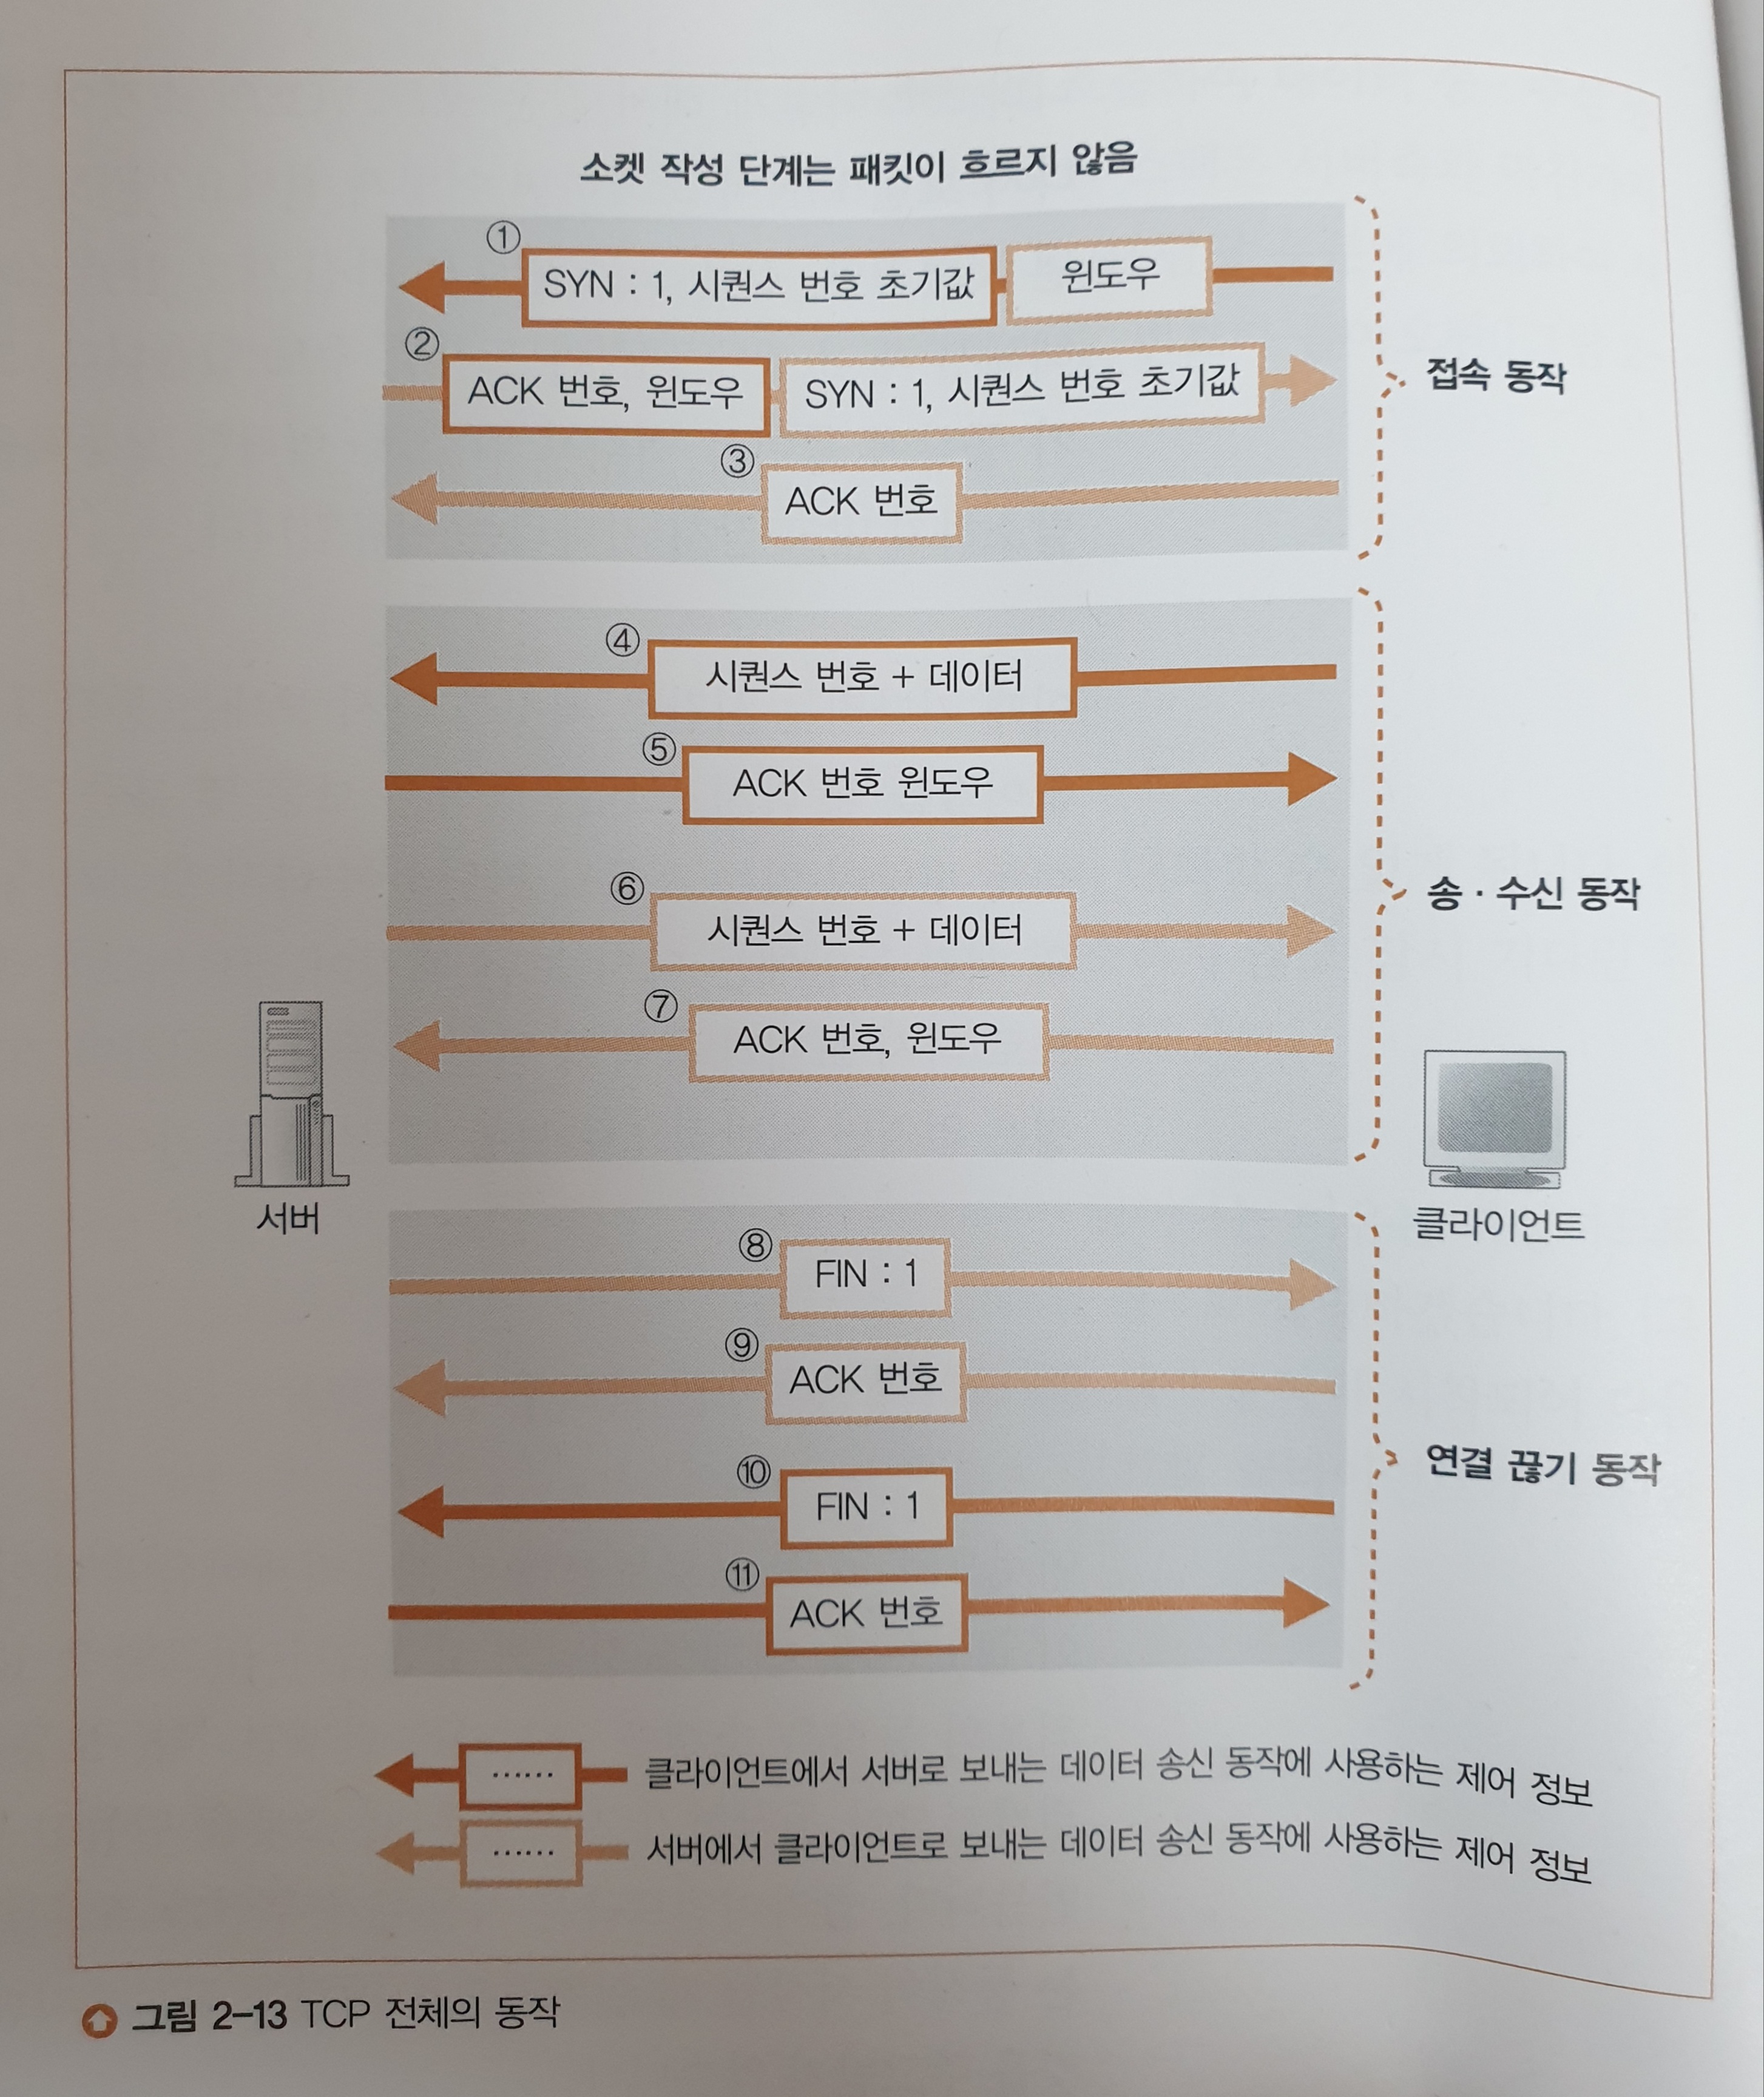 소켓 작성 단계는 패킷이 흐르지 않음
① SYN : 1, 시퀀스 번호 초기값 윈도우
② ACK 번호, 윈도우 SYN : 1, 시퀀스 번호 초기값
접속 동작
③ ACK 번호
④ 시퀀스 번호 + 데이터
⑤ ACK 번호 윈도우
⑥ 시퀀스 번호 + 데이터
송 · 수신 동작
⑦ ACK 번호, 윈도우
서버
클라이언트
⑧ FIN : 1
⑨ ACK 번호
연결 끊기 동작
⑩ FIN : 1
⑪ ACK 번호
…… 클라이언트에서 서버로 보내는 데이터 송신 동작에 사용하는 제어 정보
…… 서버에서 클라이언트로 보내는 데이터 송신 동작에 사용하는 제어 정보
그림 2-13 TCP 전체의 동작